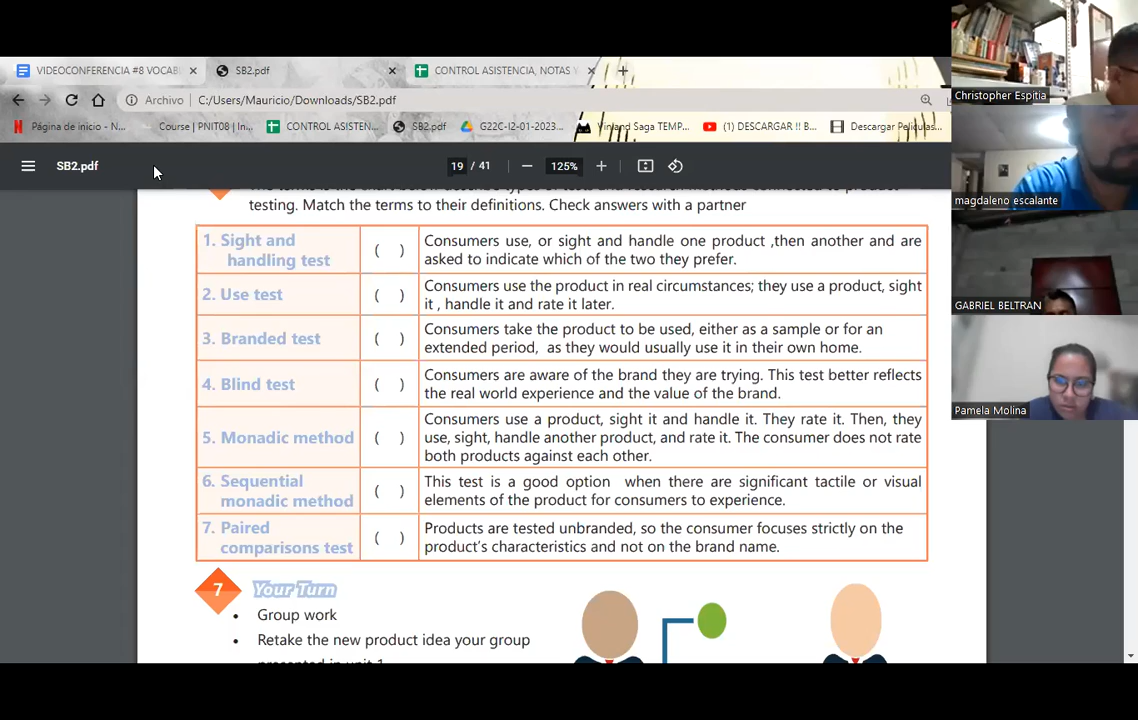 VIDEOCONFERENCIA #8 VOCABU
SB2.pdf
CONTROL ASISTENCIA, NOTAS Y
Archivo
C:/Users/Mauricio/Downloads/SB2.pdf
Página de inicio - N...
Course | PNIT08 | In...
CONTROL ASISTEN...
SB2.pdf
G22C-I2-01-2023...
Vinland Saga TEMP...
(1) DESCARGAR !! B...
Descargar Peliculas...
SB2.pdf
19 / 41
125%
testing. Match the terms to their definitions. Check answers with a partner
1. Sight and
handling test
( )
Consumers use, or sight and handle one product ,then another and are
asked to indicate which of the two they prefer.
2. Use test
( )
Consumers use the product in real circumstances; they use a product, sight
it , handle it and rate it later.
3. Branded test
( )
Consumers take the product to be used, either as a sample or for an
extended period, as they would usually use it in their own home.
4. Blind test
( )
Consumers are aware of the brand they are trying. This test better reflects
the real world experience and the value of the brand.
5. Monadic method
( )
Consumers use a product, sight it and handle it. They rate it. Then, they
use, sight, handle another product, and rate it. The consumer does not rate
both products against each other.
6. Sequential
monadic method
( )
This test is a good option when there are significant tactile or visual
elements of the product for consumers to experience.
7. Paired
comparisons test
( )
Products are tested unbranded, so the consumer focuses strictly on the
product's characteristics and not on the brand name.
7
Your Turn
• Group work
• Retake the new product idea your group
presented in unit 1
Christopher Espitia
magdaleno escalante
GABRIEL BELTRAN
Pamela Molina